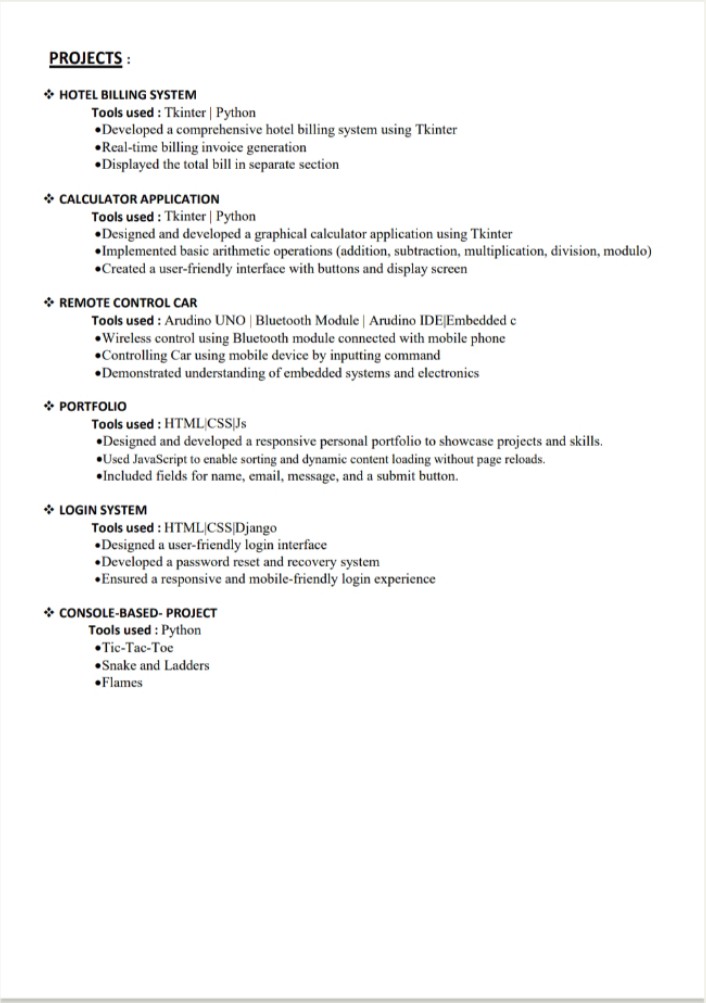 PROJECTS :
❖ HOTEL BILLING SYSTEM
Tools used : Tkinter | Python
•Developed a comprehensive hotel billing system using Tkinter
•Real-time billing invoice generation
•Displayed the total bill in separate section
❖ CALCULATOR APPLICATION
Tools used : Tkinter | Python
•Designed and developed a graphical calculator application using Tkinter
•Implemented basic arithmetic operations (addition, subtraction, multiplication, division, modulo)
•Created a user-friendly interface with buttons and display screen
❖ REMOTE CONTROL CAR
Tools used : Arudino UNO | Bluetooth Module | Arudino IDE|Embedded c
•Wireless control using Bluetooth module connected with mobile phone
•Controlling Car using mobile device by inputting command
•Demonstrated understanding of embedded systems and electronics
❖ PORTFOLIO
Tools used : HTML|CSS|Js
•Designed and developed a responsive personal portfolio to showcase projects and skills.
•Used JavaScript to enable sorting and dynamic content loading without page reloads.
•Included fields for name, email, message, and a submit button.
❖ LOGIN SYSTEM
Tools used : HTML|CSS|Django
•Designed a user-friendly login interface
•Developed a password reset and recovery system
•Ensured a responsive and mobile-friendly login experience
❖ CONSOLE-BASED- PROJECT
Tools used : Python
•Tic-Tac-Toe
•Snake and Ladders
•Flames